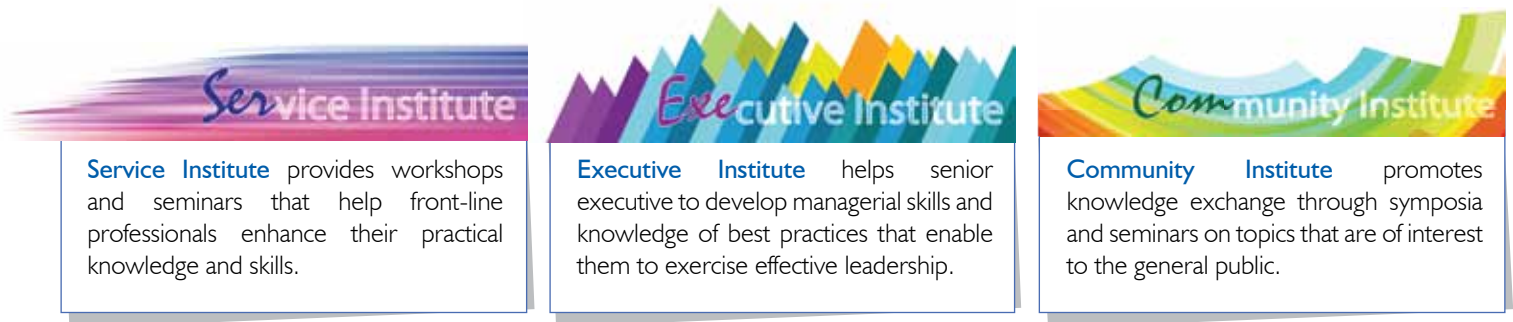 Service Institute
Service Institute provides workshops
and seminars that help front-line
professionals enhance their practical
knowledge and skills.
Executive Institute
Executive Institute helps senior
executive to develop managerial skills and
knowledge of best practices that enable
them to exercise effective leadership.
Community Institute
Community Institute promotes
knowledge exchange through symposia
and seminars on topics that are of interest
to the general public.